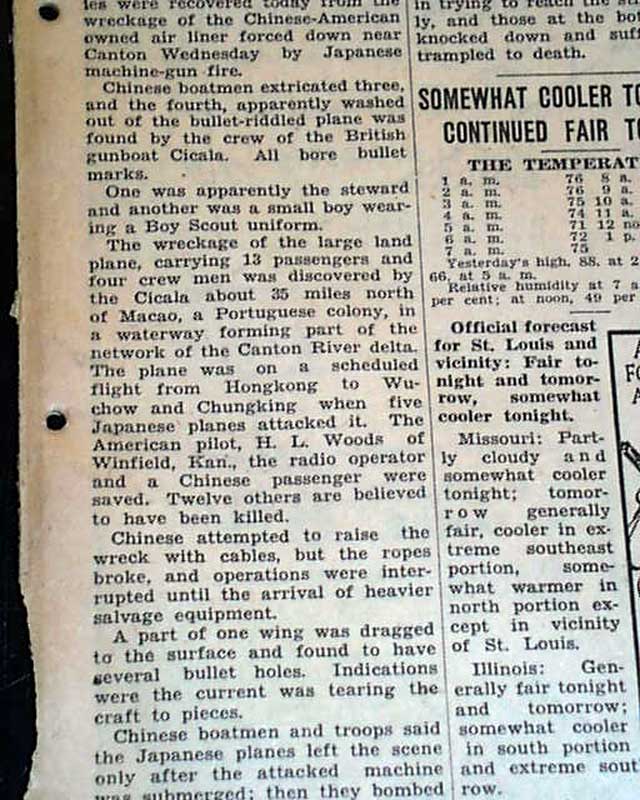 ies were recovered today from the
wreckage of the Chinese-American
owned air liner forced down near
Canton Wednesday by Japanese
machine-gun fire.
Chinese boatmen extricated three,
and the fourth, apparently washed
out of the bullet-riddled plane was
found by the crew of the British
gunboat Cicala. All bore bullet
marks.
One was apparently the steward
and another was a small boy wear-
ing a Boy Scout uniform.
The wreckage of the large land
plane, carrying 13 passengers and
four crew men was discovered by
the Cicala about 35 miles north
of Macao, a Portuguese colony, in
a waterway forming part of the
network of the Canton River delta.
The plane was on a scheduled
flight from Hongkong to Wu-
chow and Chungking when five
Japanese planes attacked it. The
American pilot, H. L. Woods of
Winfield, Kan., the radio operator
and a Chinese passenger were
saved. Twelve others are believed
to have been killed.
Chinese attempted to raise the
wreck with cables, but the ropes
broke, and operations were inter-
rupted until the arrival of heavier
salvage equipment.
A part of one wing was dragged
to the surface and found to have
several bullet holes. Indications
were the current was tearing the
craft to pieces.
Chinese boatmen and troops said
the Japanese planes left the scene
only after the attacked machine
was submerged; then they bombed
in trying to reach the
ly, and those at the
knocked down and
trampled to death.
SOMEWHAT COOLER
CONTINUED FAIR
THE
1 a. m. 76 8 a.
2 a. m. 76 9 a.
3 a. m. 75 10 a.
4 a. m. 74 11 a.
5 a. m. 71 12
6 a. m. 72 1 p.
7 a. m. 75
Yesterday's high, 88, at 2
66, at 5 a. m.
Relative humidity at 7 a
per cent; at noon, 49 per
Official forecast
for St. Louis and
vicinity: Fair to-
night and tomor-
row, somewhat
cooler tonight.
Missouri: Part-
ly cloudy and
somewhat cooler
tonight; tomor-
row generally
fair, cooler in ex-
treme southeast
portion, some-
what warmer in
north portion ex-
cept in vicinity
of St. Louis.
Illinois: Gen-
erally fair tonight
and tomorrow;
somewhat cooler
in south portion
and extreme
row.